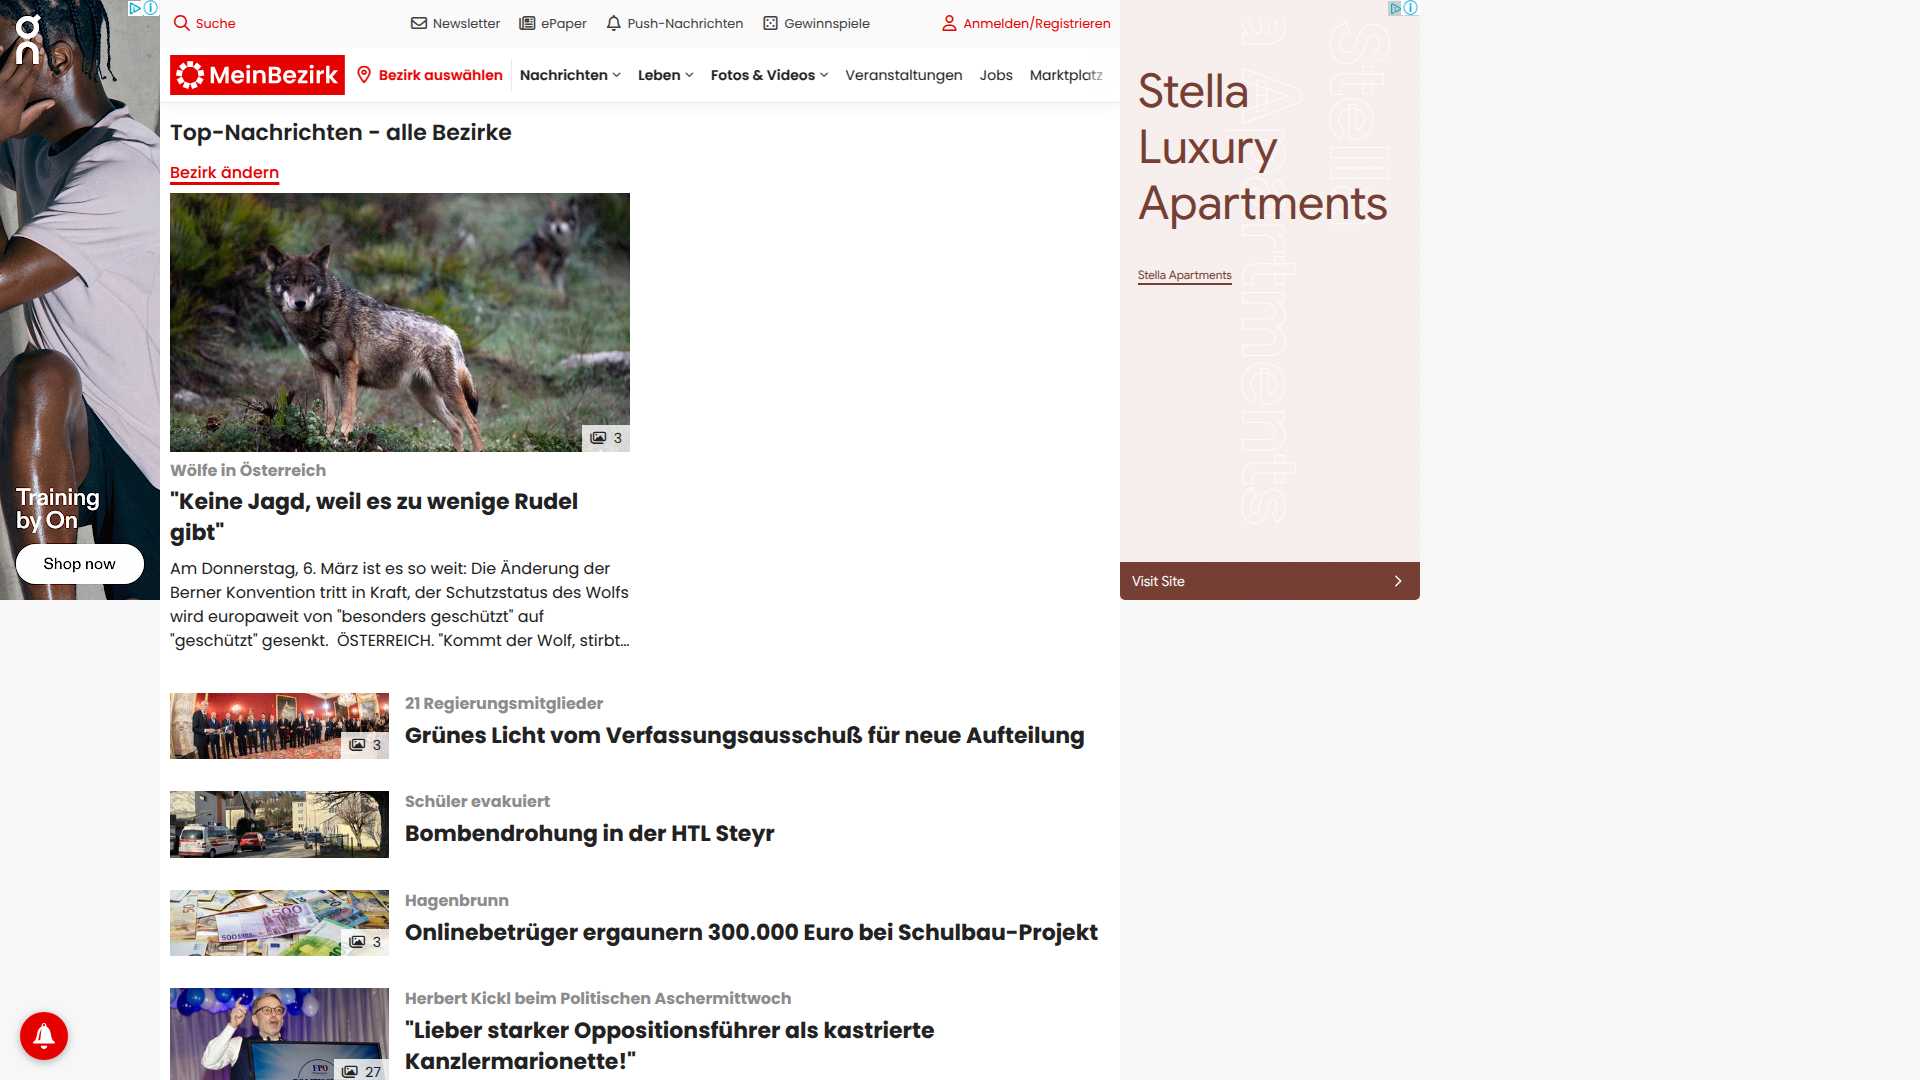 Suche
Newsletter
ePaper
Push-Nachrichten
Gewinnspiele
Anmelden/Registrieren
MeinBezirk
Bezirk auswählen
Nachrichten
Leben
Fotos & Videos
Veranstaltungen
Jobs
Marktplatz
Top-Nachrichten - alle Bezirke
Bezirk ändern
3
Wölfe in Österreich
"Keine Jagd, weil es zu wenige Rudel
gibt"
Am Donnerstag, 6. März ist es so weit: Die Änderung der
Berner Konvention tritt in Kraft, der Schutzstatus des Wolfs
wird europaweit von "besonders geschützt" auf
"geschützt" gesenkt. ÖSTERREICH. "Kommt der Wolf, stirbt...
3
21 Regierungsmitglieder
Grünes Licht vom Verfassungsausschuß für neue Aufteilung
Schüler evakuiert
Bombendrohung in der HTL Steyr
3
Hagenbrunn
Onlinebetrüger ergaunern 300.000 Euro bei Schulbau-Projekt
27
Herbert Kickl beim Politischen Aschermittwoch
"Lieber starker Oppositionsführer als kastrierte
Kanzlermarionette!"
Training
by On
Shop now
Stella
Luxury
Apartments
Stella Apartments
Visit Site